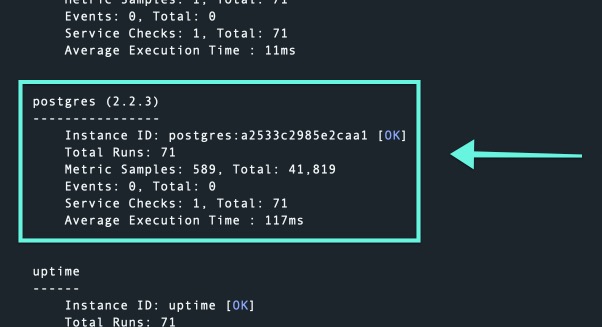 Metric Samples: 1, Total: 71
Events: 0, Total: 0
Service Checks: 1, Total: 71
Average Execution Time : 11ms
postgres (2.2.3)
----------------
Instance ID: postgres:a2533c2985e2caa1 [OK]
Total Runs: 71
Metric Samples: 589, Total: 41,819
Events: 0, Total: 0
Service Checks: 1, Total: 71
Average Execution Time : 117ms
uptime
------
Instance ID: uptime [OK]
Total Runs: 71